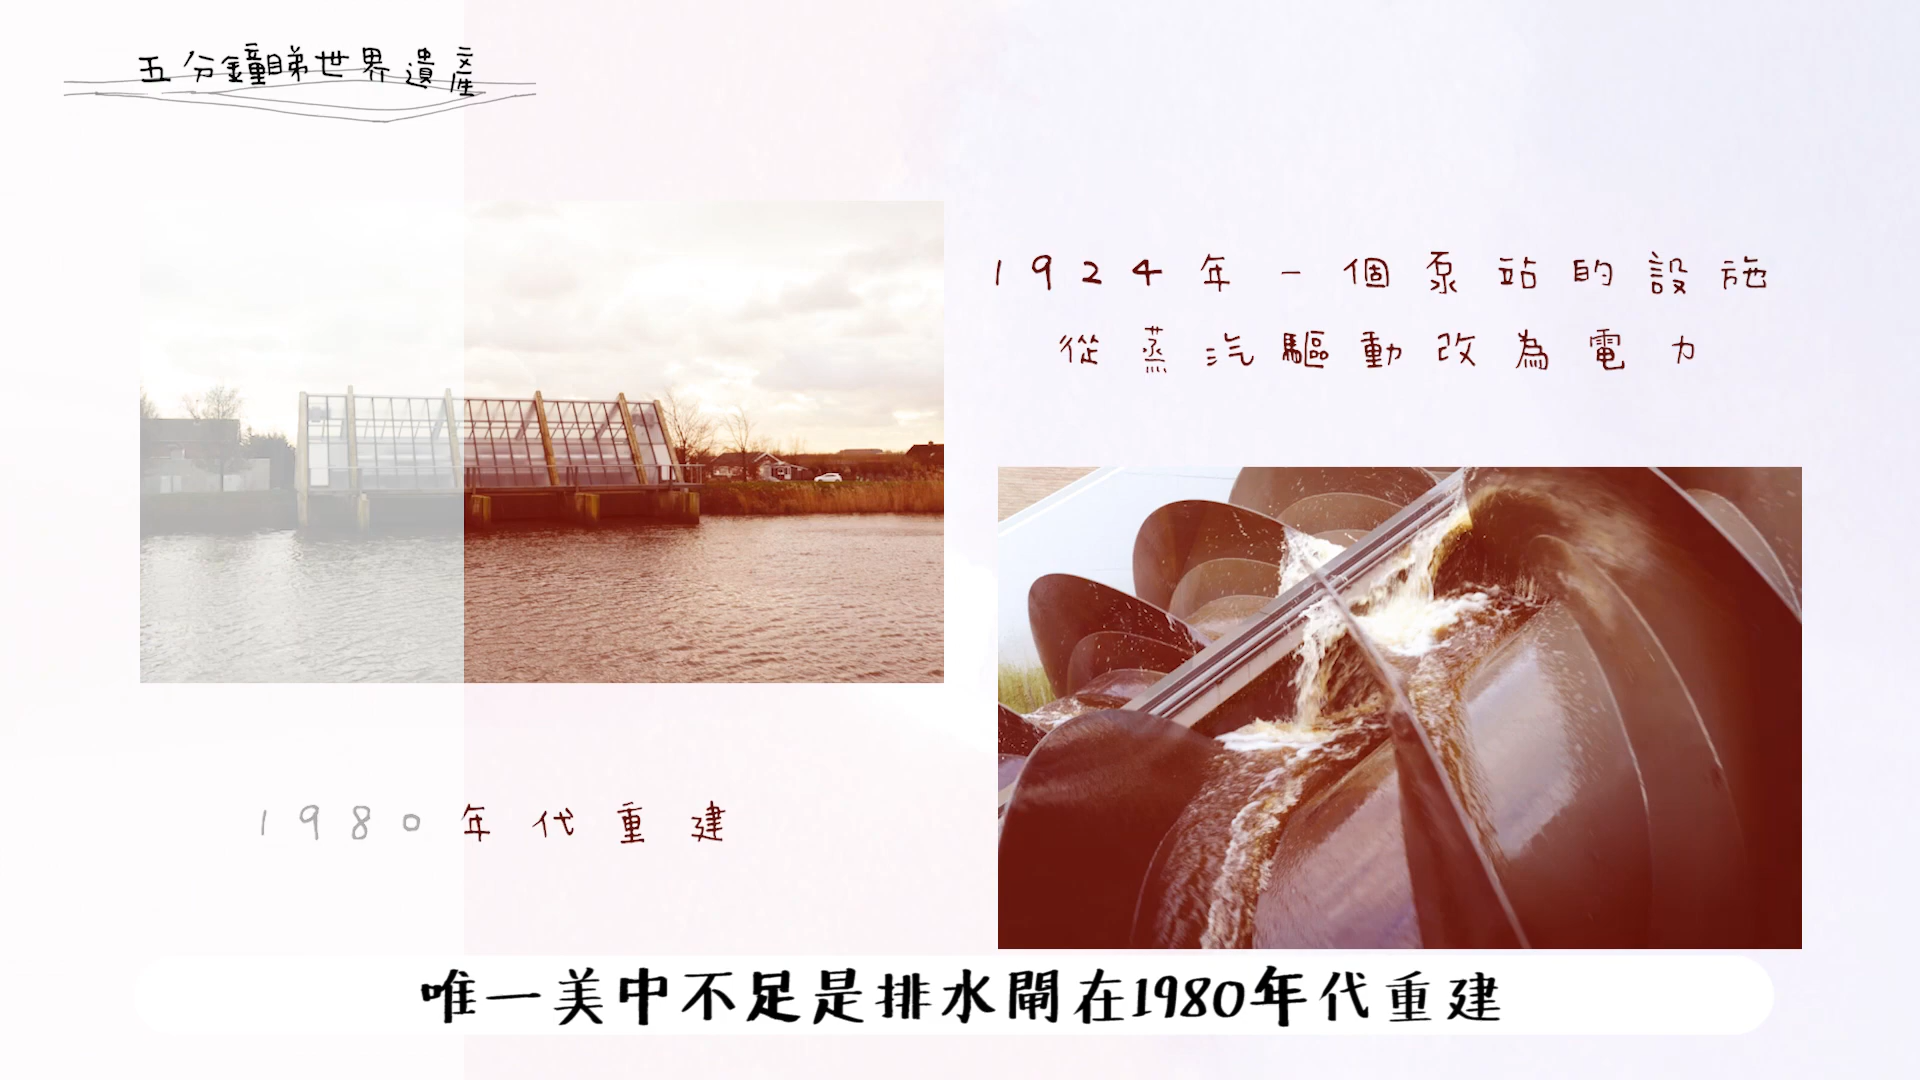 五分鐘睇世界遺產
1924年一個泵站的設施
從蒸汽驅動改為電力
1980年代重建
唯一美中不足是排水閘在1980年代重建